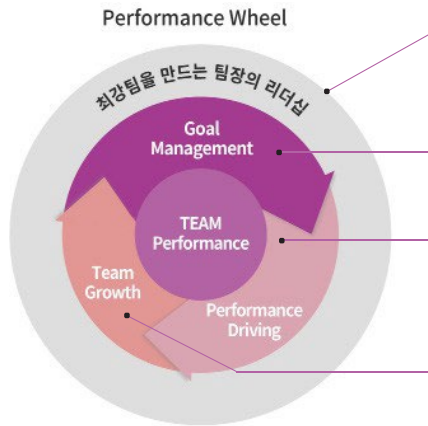 Performance Wheel
최강팀을 만드는 팀장의 리더십
Goal
Management
TEAM
Performance
Team
Growth
Performance
Driving